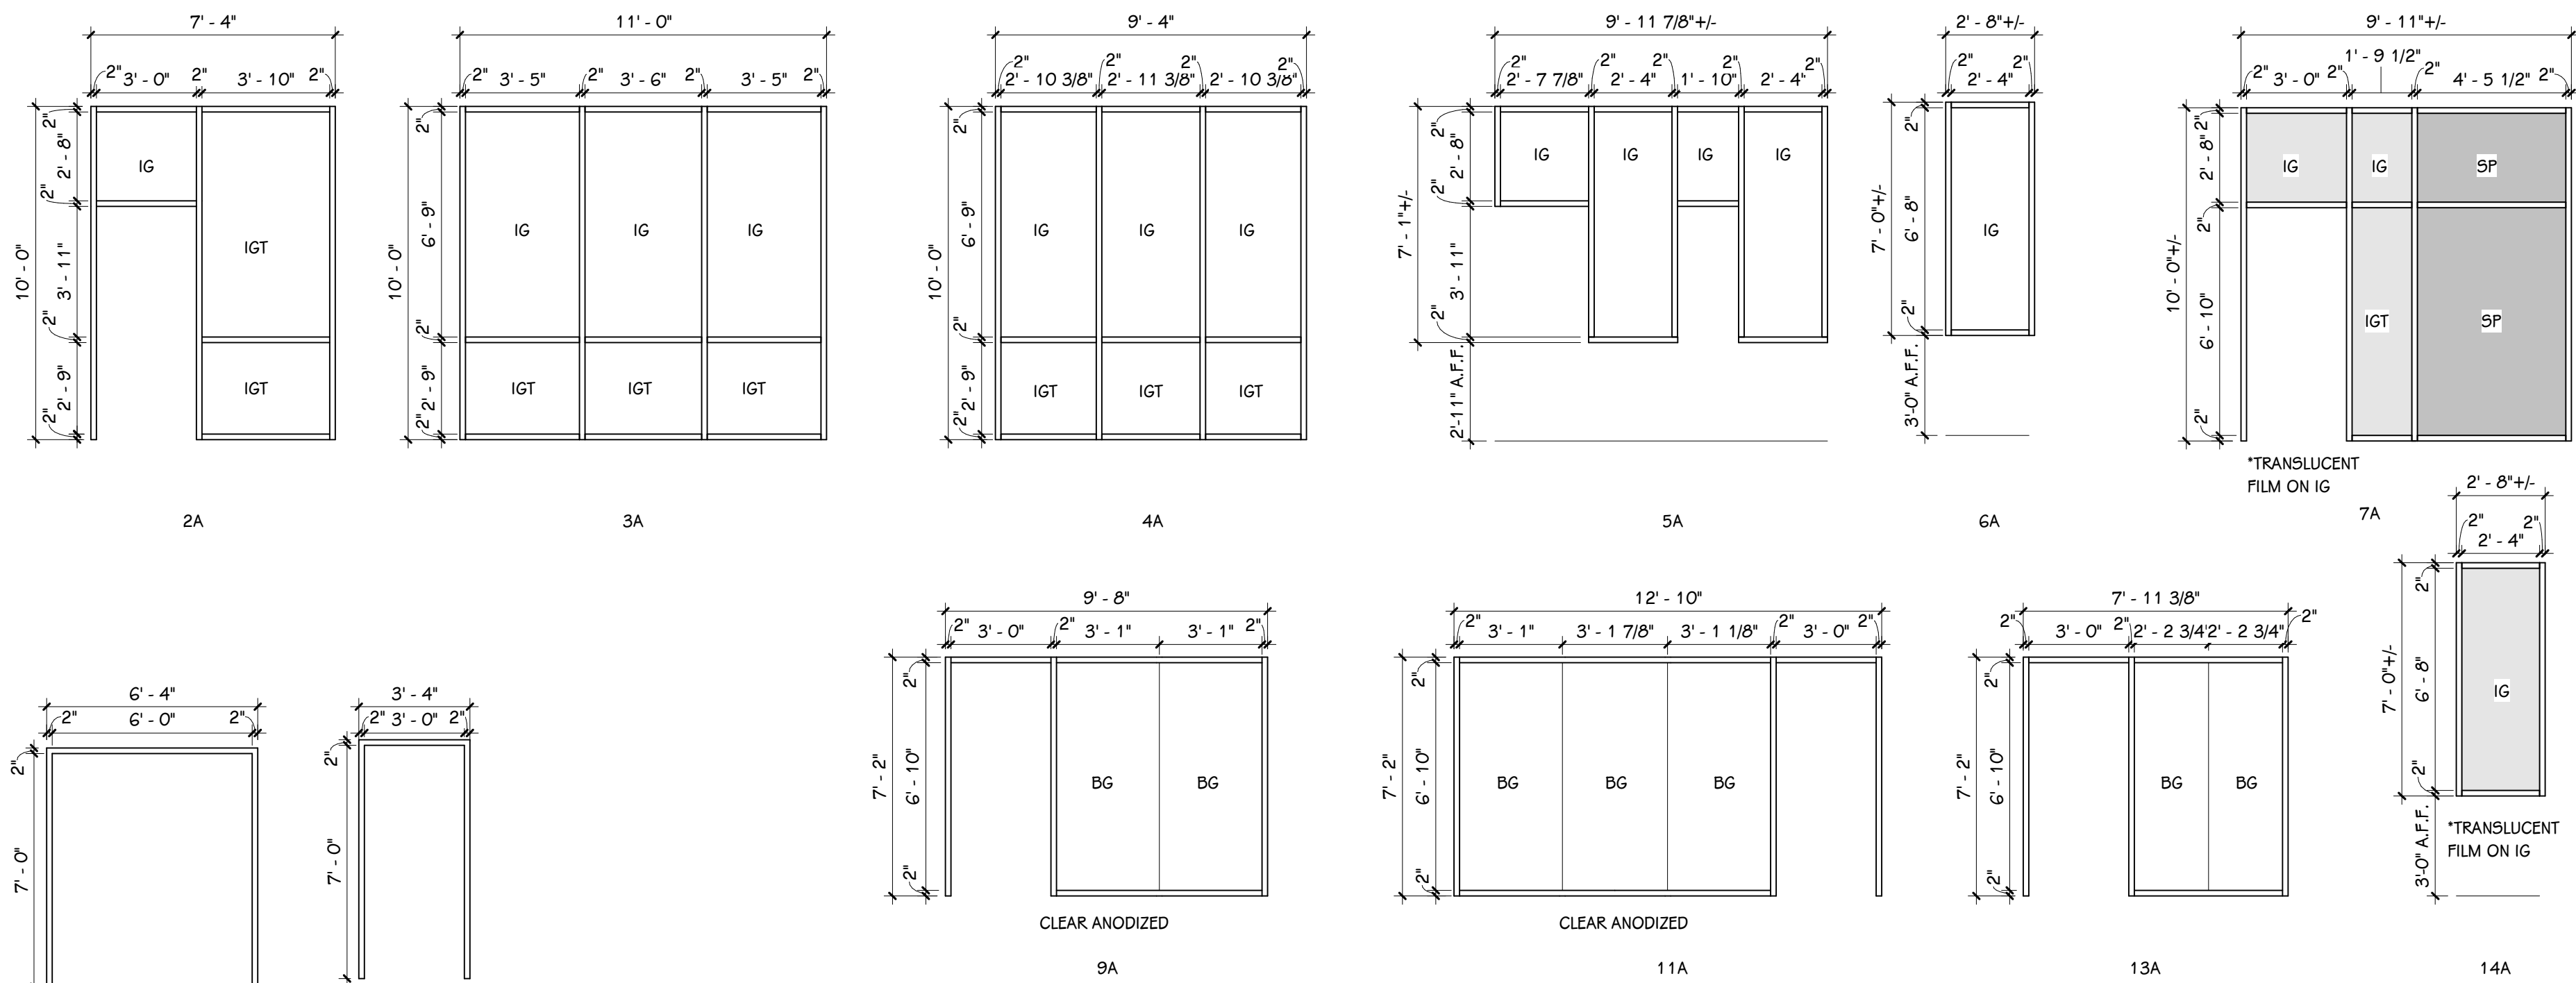 7' - 4"
2" 3' - 0" 2" 3' - 10" 2"
10' - 0"
2" 2' - 8" 2" 3' - 11" 2" 2' - 9" 2"
IG
IGT
IGT
2A
11' - 0"
2" 3' - 5" 2" 3' - 6" 2" 3' - 5" 2"
10' - 0"
2" 6' - 9" 2" 2' - 9" 2"
IG IG IG
IGT IGT IGT
3A
9' - 4"
2" 2' - 10 3/8" 2" 2' - 11 3/8" 2" 2' - 10 3/8" 2"
10' - 0"
2" 6' - 9" 2" 2' - 9" 2"
IG IG IG
IGT IGT IGT
4A
9' - 11 7/8"+/-
2" 2' - 7 7/8" 2" 2' - 4" 2" 1' - 10" 2" 2' - 4" 2"
7' - 1"+/-
2" 2' - 8" 2" 3' - 11" 2" 2'-11" A.F.F.
IG IG IG IG
5A
2' - 8"+/-
2" 2' - 4" 2"
7' - 0"+/-
2" 6' - 8" 2" 3'-0" A.F.F.
IG
6A
9' - 11"+/-
1' - 9 1/2"
2" 3' - 0" 2" 2" 4' - 5 1/2" 2"
10' - 0"+/-
2" 2' - 8" 2" 6' - 10" 2"
IG IG SP
IGT SP
*TRANSLUCENT
FILM ON IG
7A
6' - 4"
2" 6' - 0" 2"
2" 7' - 0"
3' - 4"
2" 3' - 0" 2"
2" 7' - 0"
9' - 8"
2" 3' - 0" 2" 3' - 1" 3' - 1" 2"
7' - 2"
2" 6' - 10" 2"
BG BG
CLEAR ANODIZED
9A
12' - 10"
2" 3' - 1" 3' - 1 7/8" 3' - 1 1/8" 2" 3' - 0" 2"
7' - 2"
2" 6' - 10" 2"
BG BG BG
CLEAR ANODIZED
11A
7' - 11 3/8"
2" 3' - 0" 2" 2' - 2 3/4" 2' - 2 3/4" 2"
7' - 2"
2" 6' - 10" 2"
BG BG
13A
2' - 8"+/-
2" 2' - 4" 2"
7' - 0"+/-
2" 6' - 8" 2" 3'-0" A.F.F.
IG
*TRANSLUCENT
FILM ON IG
14A